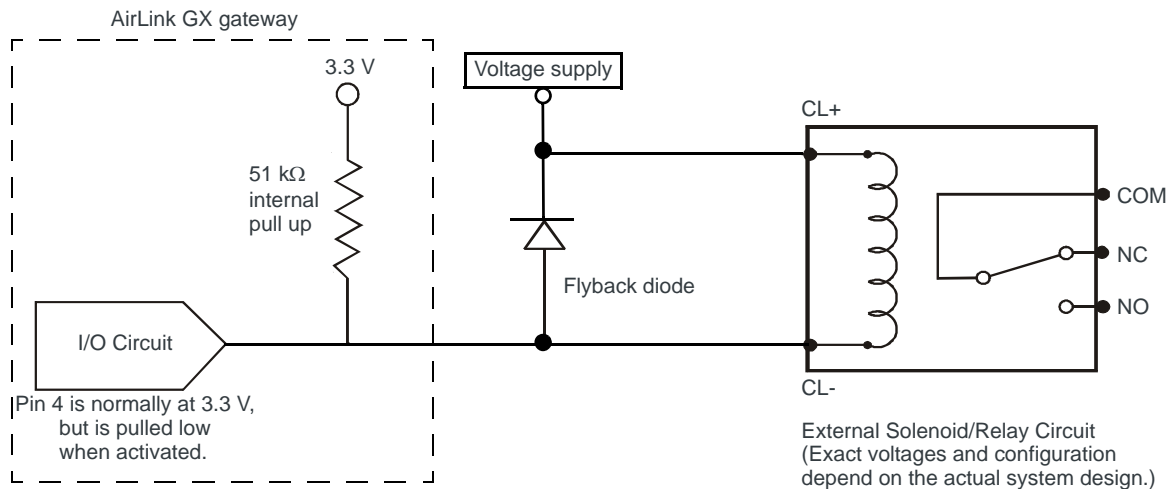 AirLink GX gateway
3.3 V
Voltage supply
CL+
51 kΩ
internal
pull up
COM
NC
Flyback diode
NO
I/O Circuit
CL-
Pin 4 is normally at 3.3 V,
but is pulled low
when activated.
External Solenoid/Relay Circuit
(Exact voltages and configuration
depend on the actual system design.)